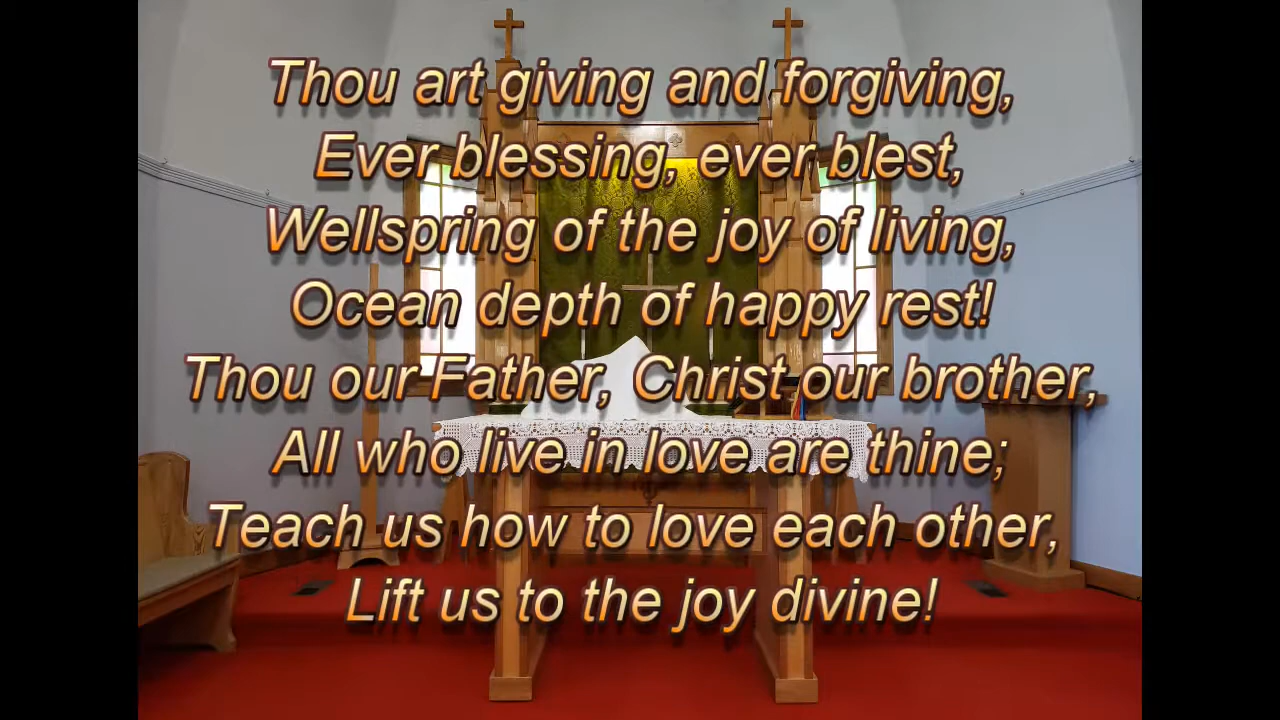 Thou art giving and forgiving,
Ever blessing, ever blest,
Wellspring of the joy of living,
Ocean depth of happy rest!
Thou our Father, Christ our brother,
All who live in love are thine;
Teach us how to love each other,
Lift us to the joy divine!